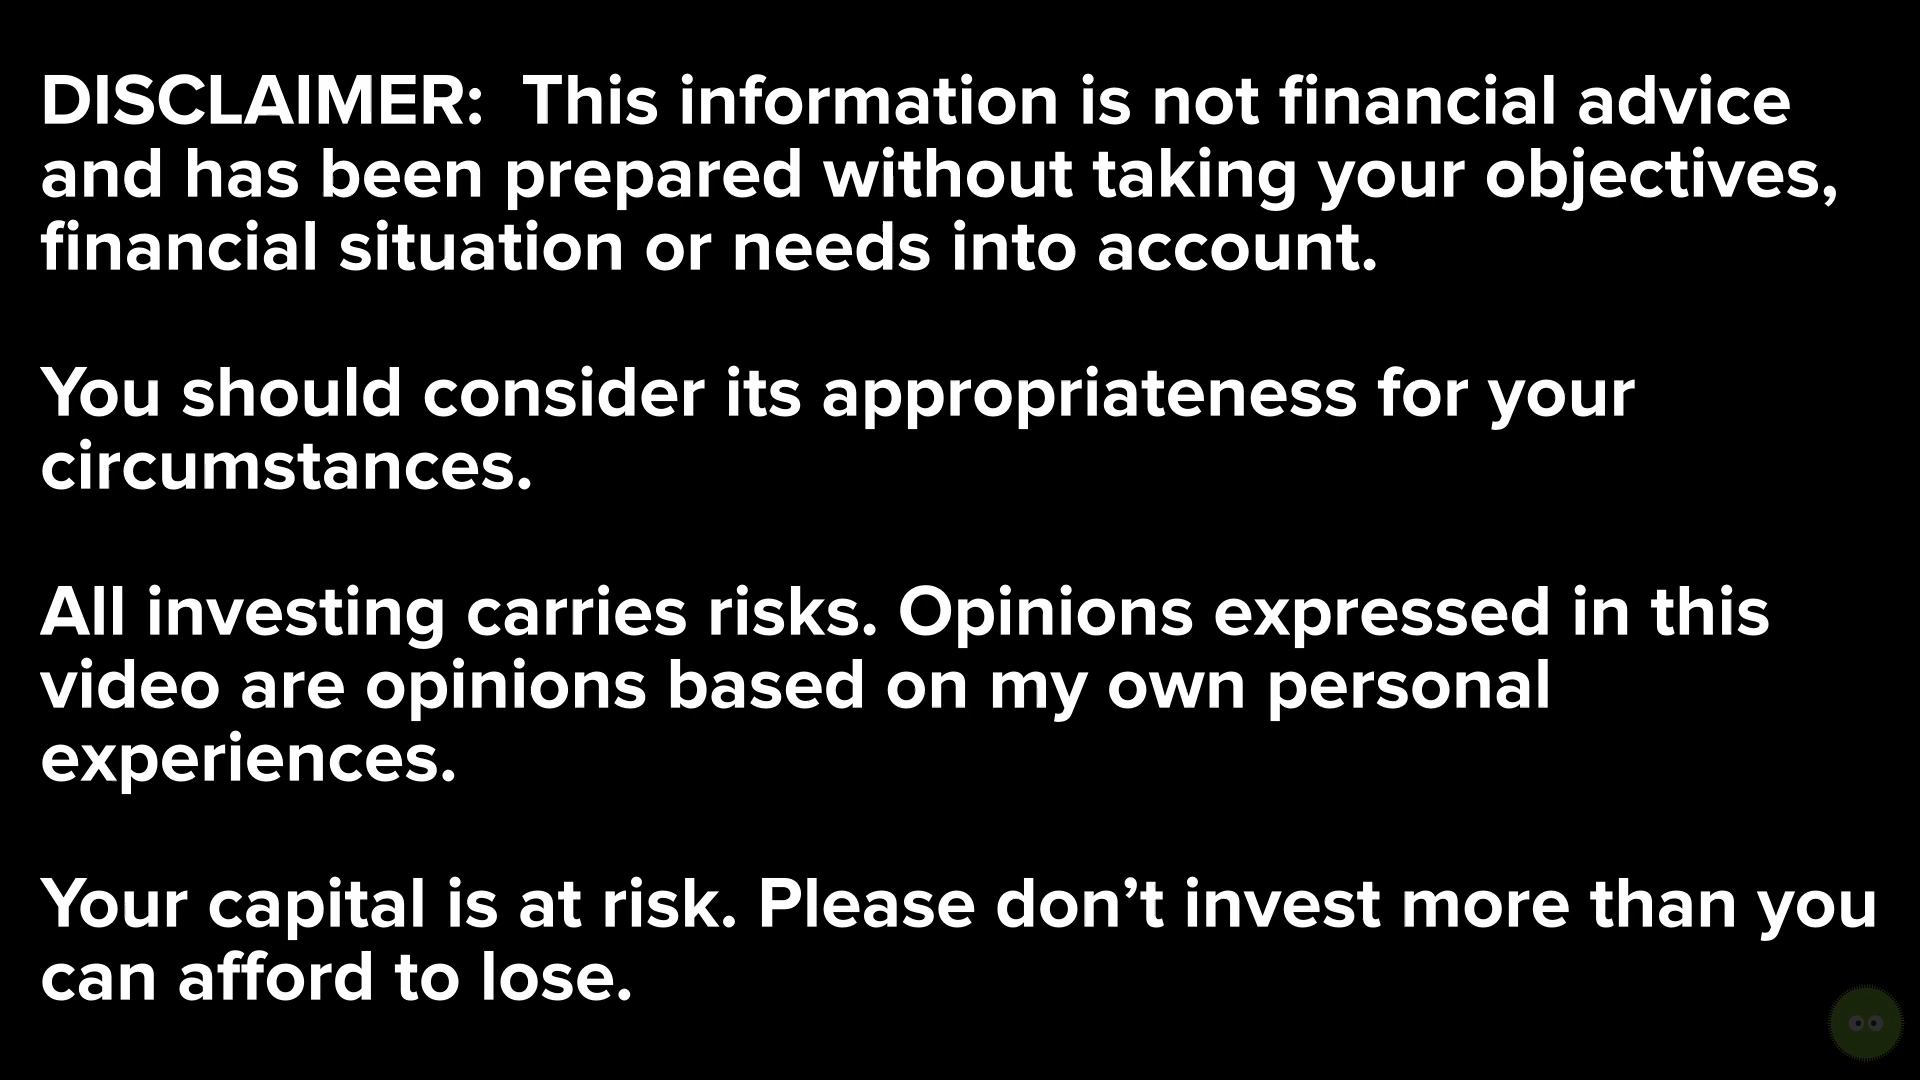 DISCLAIMER:  This information is not financial advice
and has been prepared without taking your objectives,
financial situation or needs into account.
You should consider its appropriateness for your
circumstances.
All investing carries risks. Opinions expressed in this
video are opinions based on my own personal
experiences.
Your capital is at risk. Please don’t invest more than you
can afford to lose.